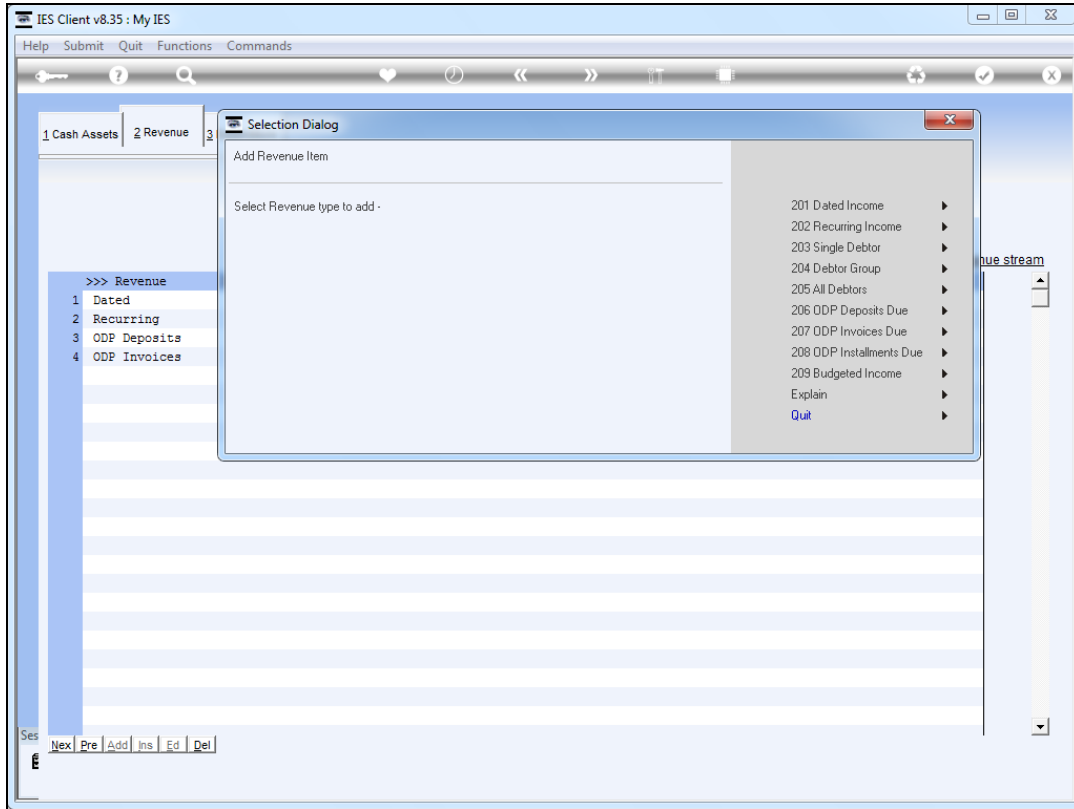 IES Client v8.35 : My IES
Help Submit Quit Functions Commands
1 Cash Assets
2 Revenue
3
Selection Dialog
Add Revenue Item
Select Revenue type to add -
201 Dated Income
202 Recurring Income
203 Single Debtor
204 Debtor Group
205 All Debtors
206 ODP Deposits Due
207 ODP Invoices Due
208 ODP Installments Due
209 Budgeted Income
Explain
Quit
stream
>>> Revenue
1 Dated
2 Recurring
3 ODP Deposits
4 ODP Invoices
Nex Pre Add Ins Ed Del